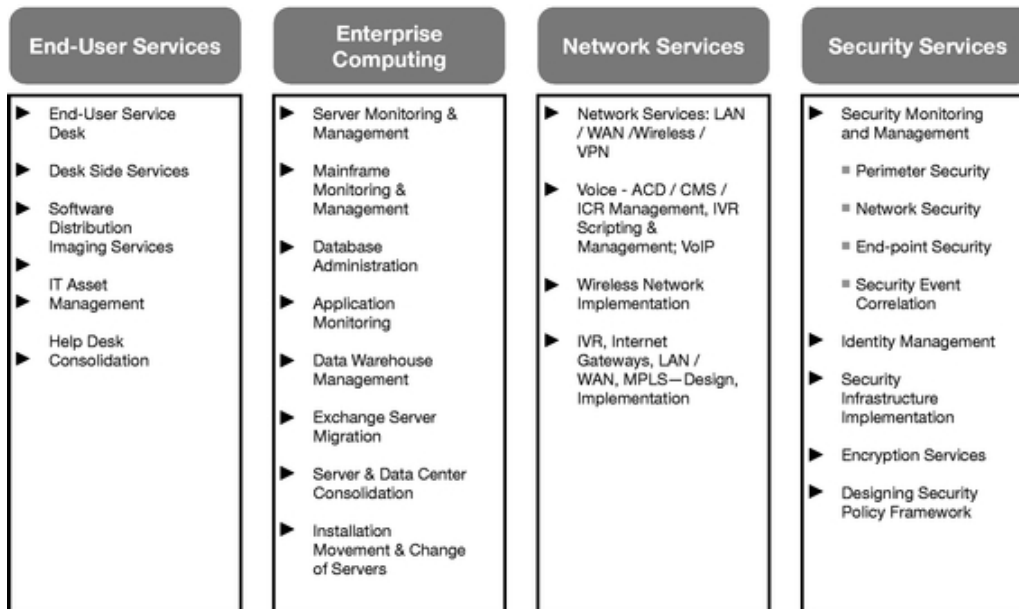 End-User Services
End-User Service
Desk
Desk Side Services
Software
Distribution
Imaging Services
IT Asset
Management
Help Desk
Consolidation
Enterprise
Computing
Server Monitoring &
Management
Mainframe
Monitoring &
Management
Database
Administration
Application
Monitoring
Data Warehouse
Management
Exchange Server
Migration
Server & Data Center
Consolidation
Installation
Movement & Change
of Servers
Network Services
Network Services: LAN
/ WAN /Wireless /
VPN
Voice - ACD / CMS /
ICR Management, IVR
Scripting &
Management; VoIP
Wireless Network
Implementation
IVR, Internet
Gateways, LAN /
WAN, MPLS—Design,
Implementation
Security Services
Security Monitoring
and Management
Perimeter Security
Network Security
End-point Security
Security Event
Correlation
Identity Management
Security
Infrastructure
Implementation
Encryption Services
Designing Security
Policy Framework